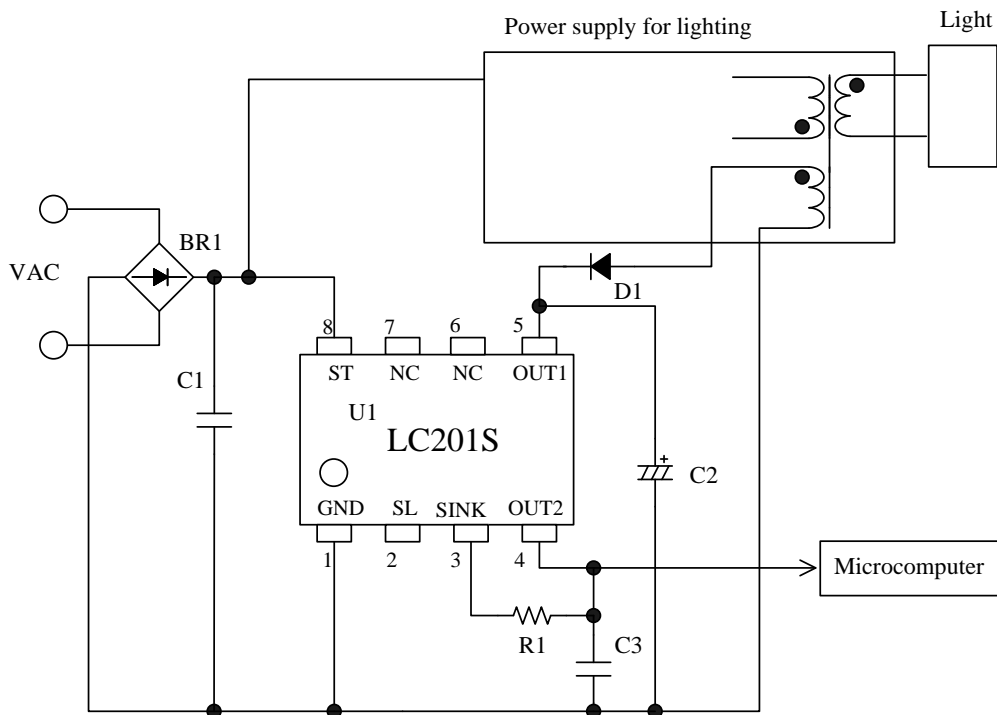 Light
Power supply for lighting
BR1
VAC
D1
8
7
6
5
ST
NC
NC
OUT1
C1
U1
LC201S
C2
GND
SL
SINK
OUT2
1
2
3
4
Microcomputer
R1
C3
+